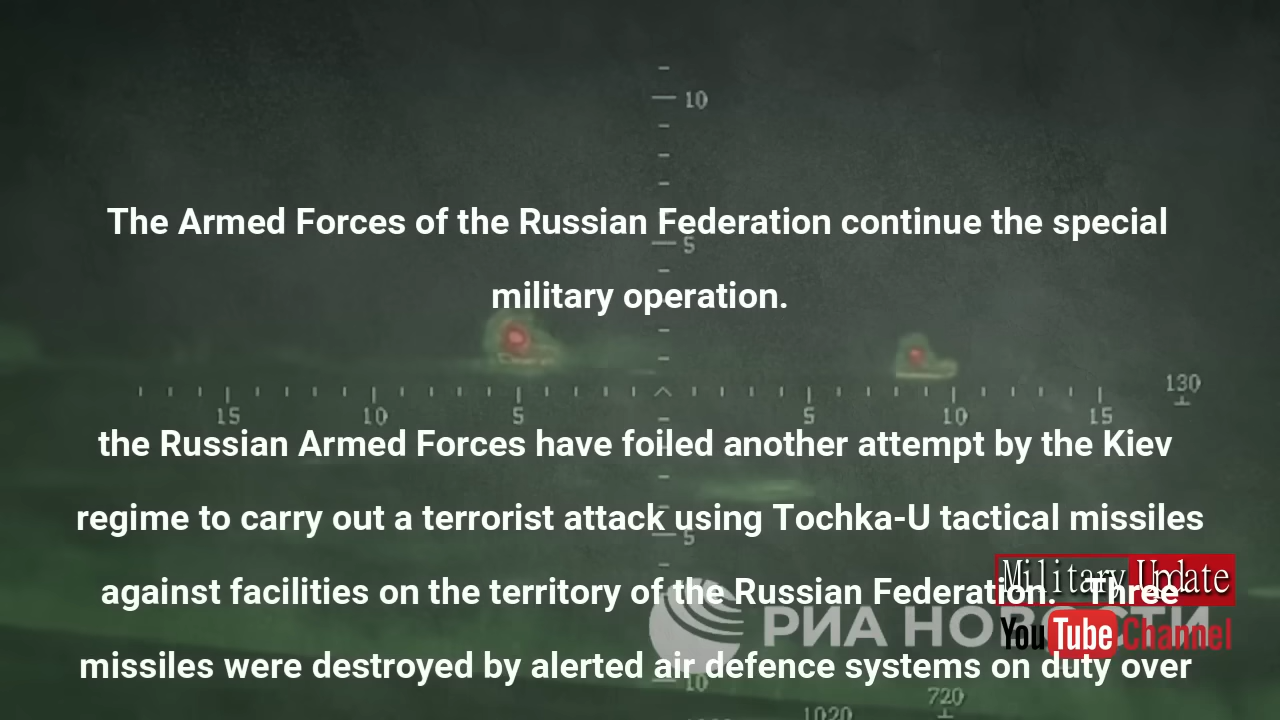 10
The Armed Forces of the Russian Federation continue the special
5
military operation.
130
15 10 5 5 10 15
the Russian Armed Forces have foiled another attempt by the Kiev
regime to carry out a terrorist attack using Tochka-U tactical missiles
5
Military Update
against facilities on the territory of the Russian Federation. Three
РИА НОВОСТИ
YouTube Channel
missiles were destroyed by alerted air defence systems on duty over
10
720
1020